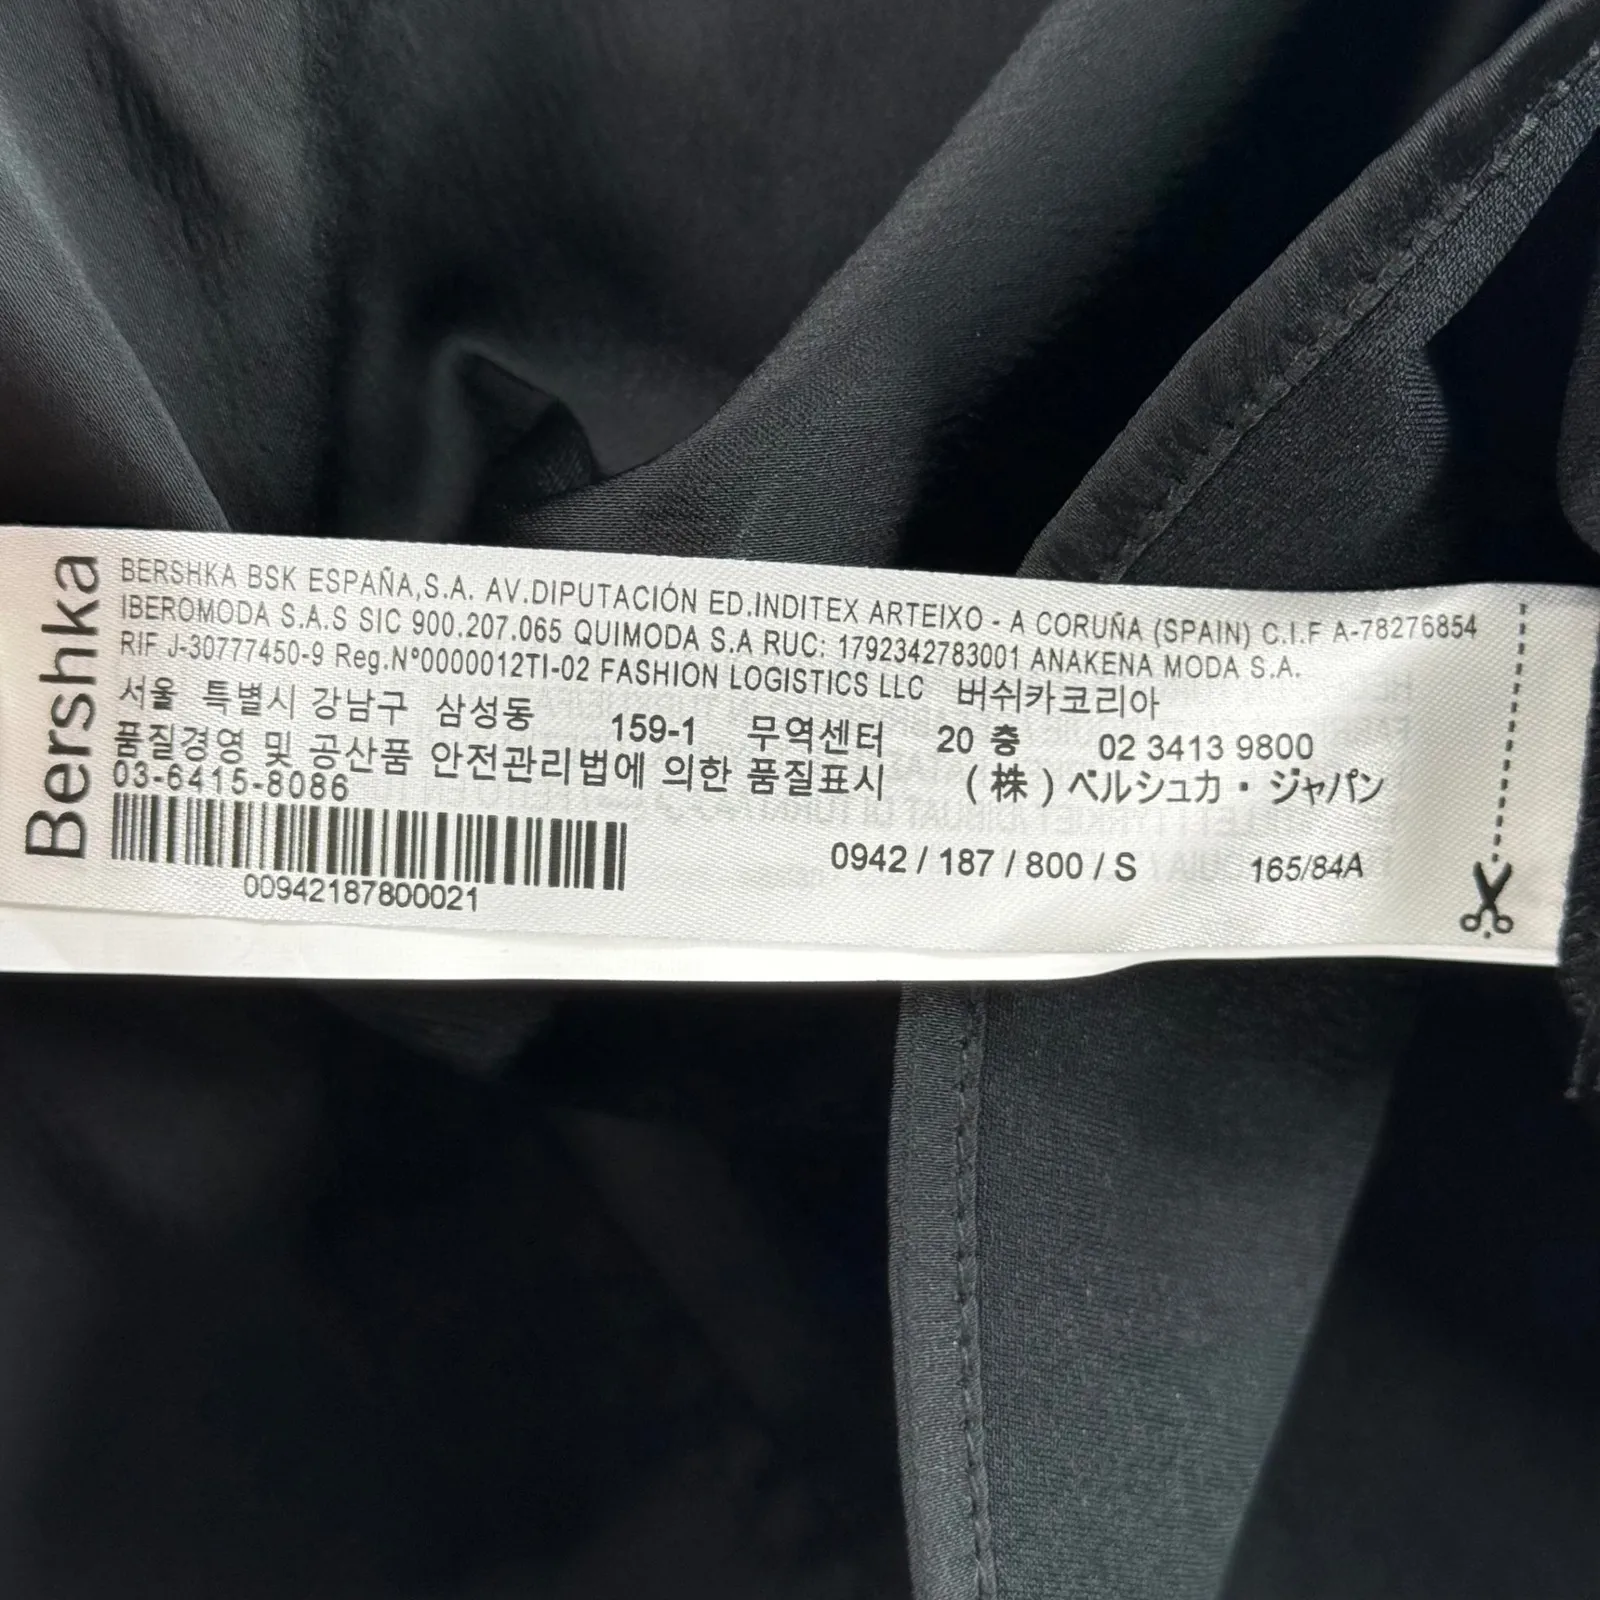 Bershka
BERSHKA BSK ESPAÑA,S.A. AV.DIPUTACIÓN ED.INDITEX ARTEIXO - A CORUÑA (SPAIN) C.I.F A-78276854
IBEROMODA S.A.S SIC 900.207.065 QUIMODA S.A RUC: 1792342783001 ANAKENA MODA S.A.
RIF J-30777450-9 Reg.Nº0000012TI-02 FASHION LOGISTICS LLC 버쉬카코리아
서울 특별시 강남구 삼성동 159-1 무역센터 20 층 02 3413 9800
품질경영 및 공산품 안전관리법에 의한 품질표시 (株)ベルシュカ・ジャパン
03-6415-8086
00942187800021
0942 / 187 / 800 / S 165/84A